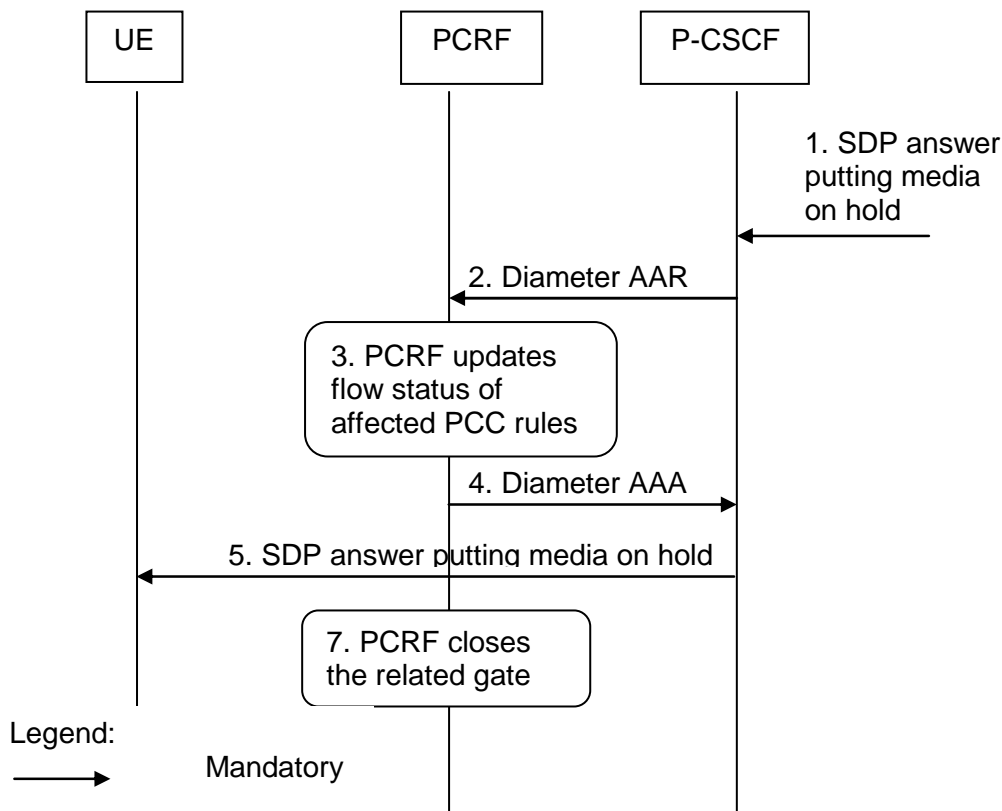 UE
PCRF
P-CSCF
1. SDP answer
putting media
on hold
2. Diameter AAR
3. PCRF updates
flow status of
affected PCC rules
4. Diameter AAA
5. SDP answer putting media on hold
7. PCRF closes
the related gate
Legend:
Mandatory